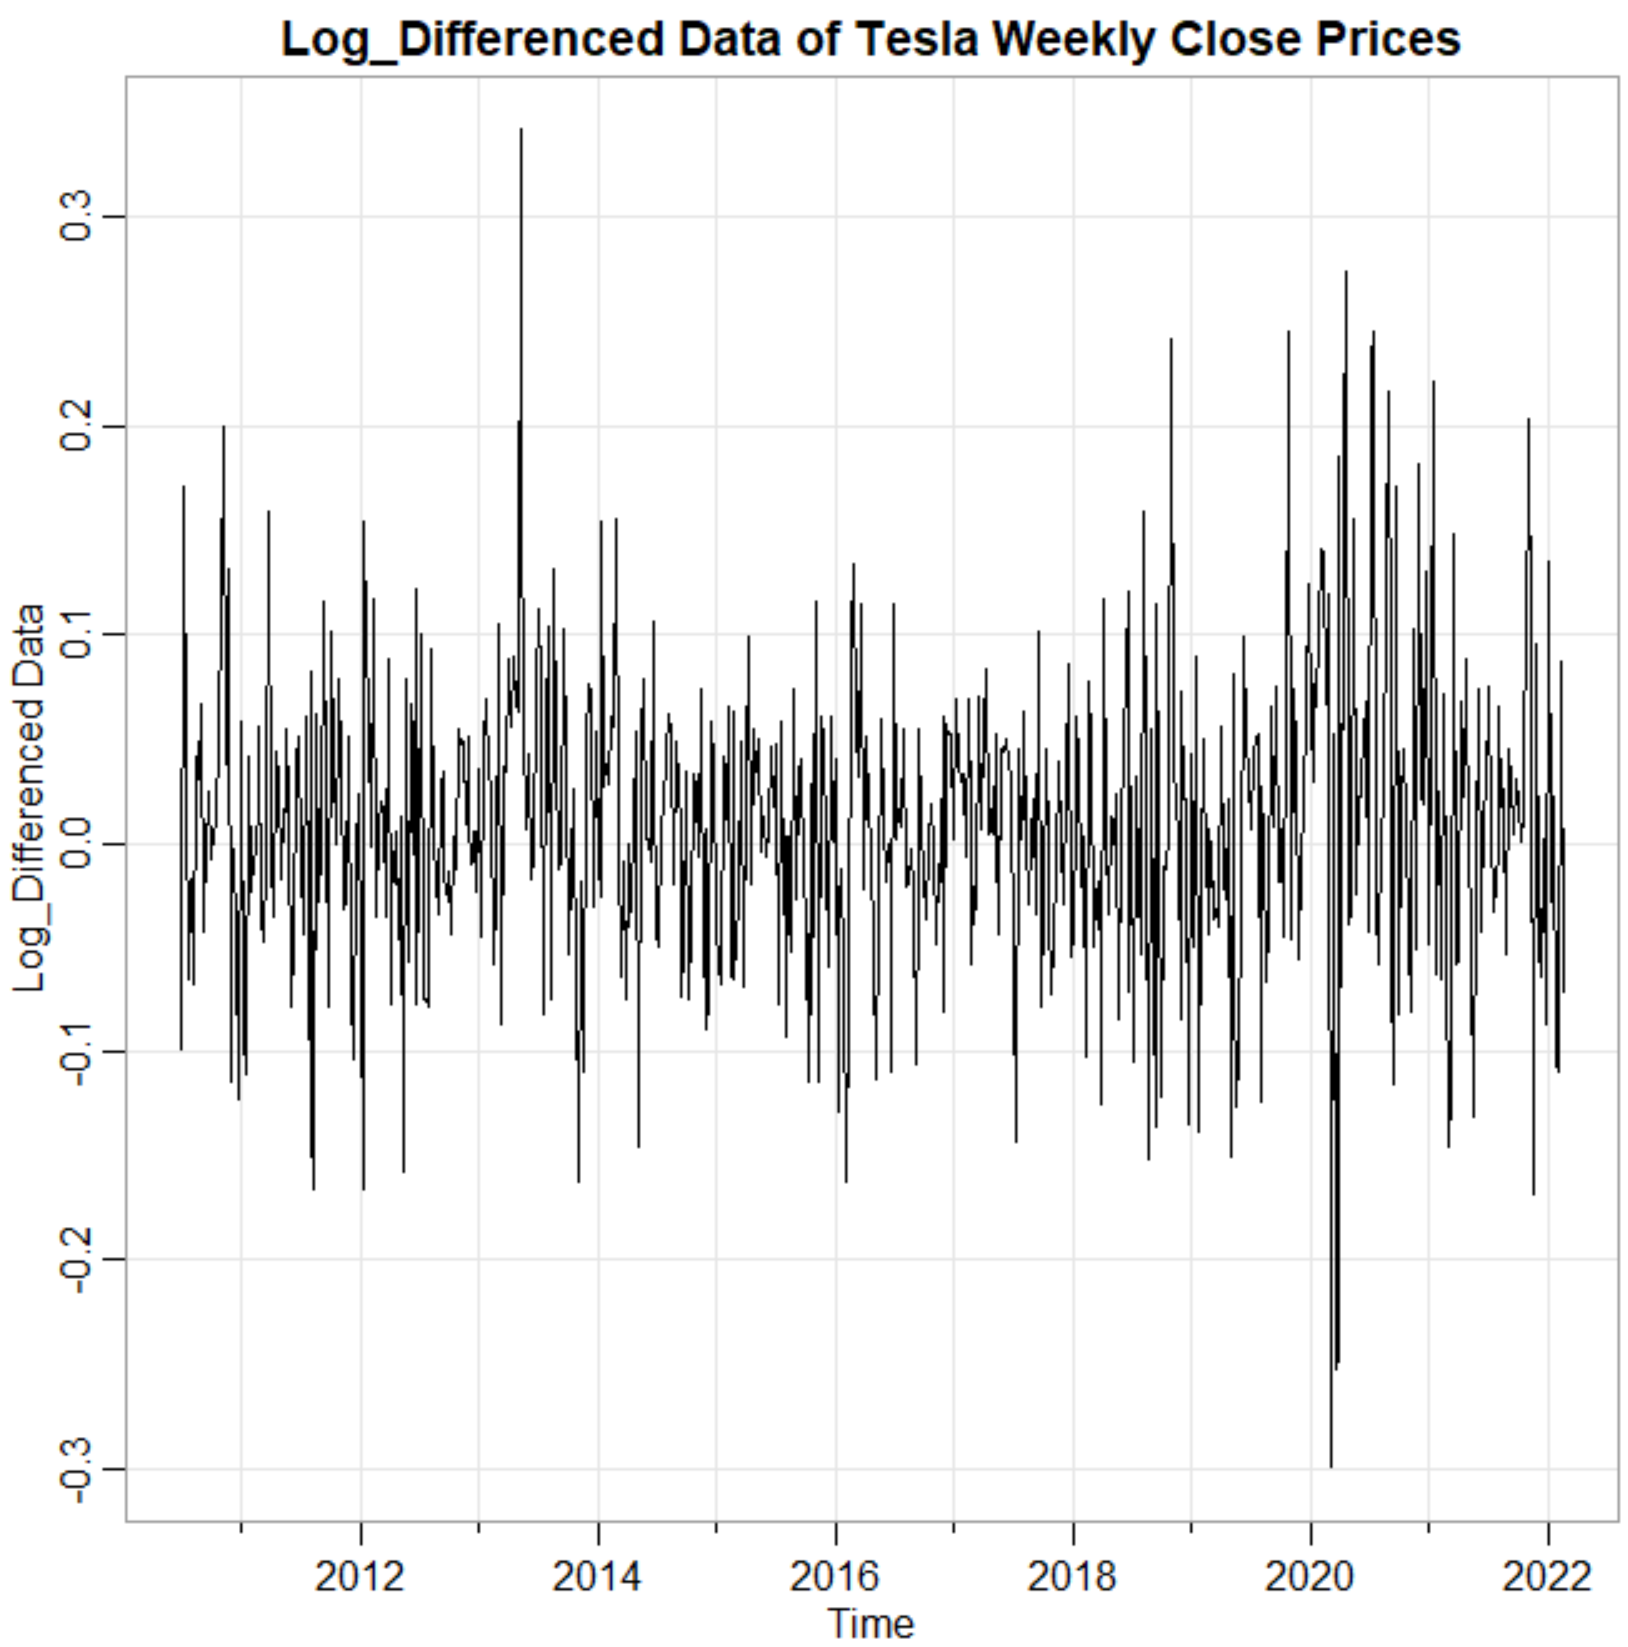 Log_Differenced Data of Tesla Weekly Close Prices
Log_Differenced Data
0.3
0.2
0.1
0.0
-0.1
-0.2
-0.3
2012 2014 2016 2018 2020 2022
Time